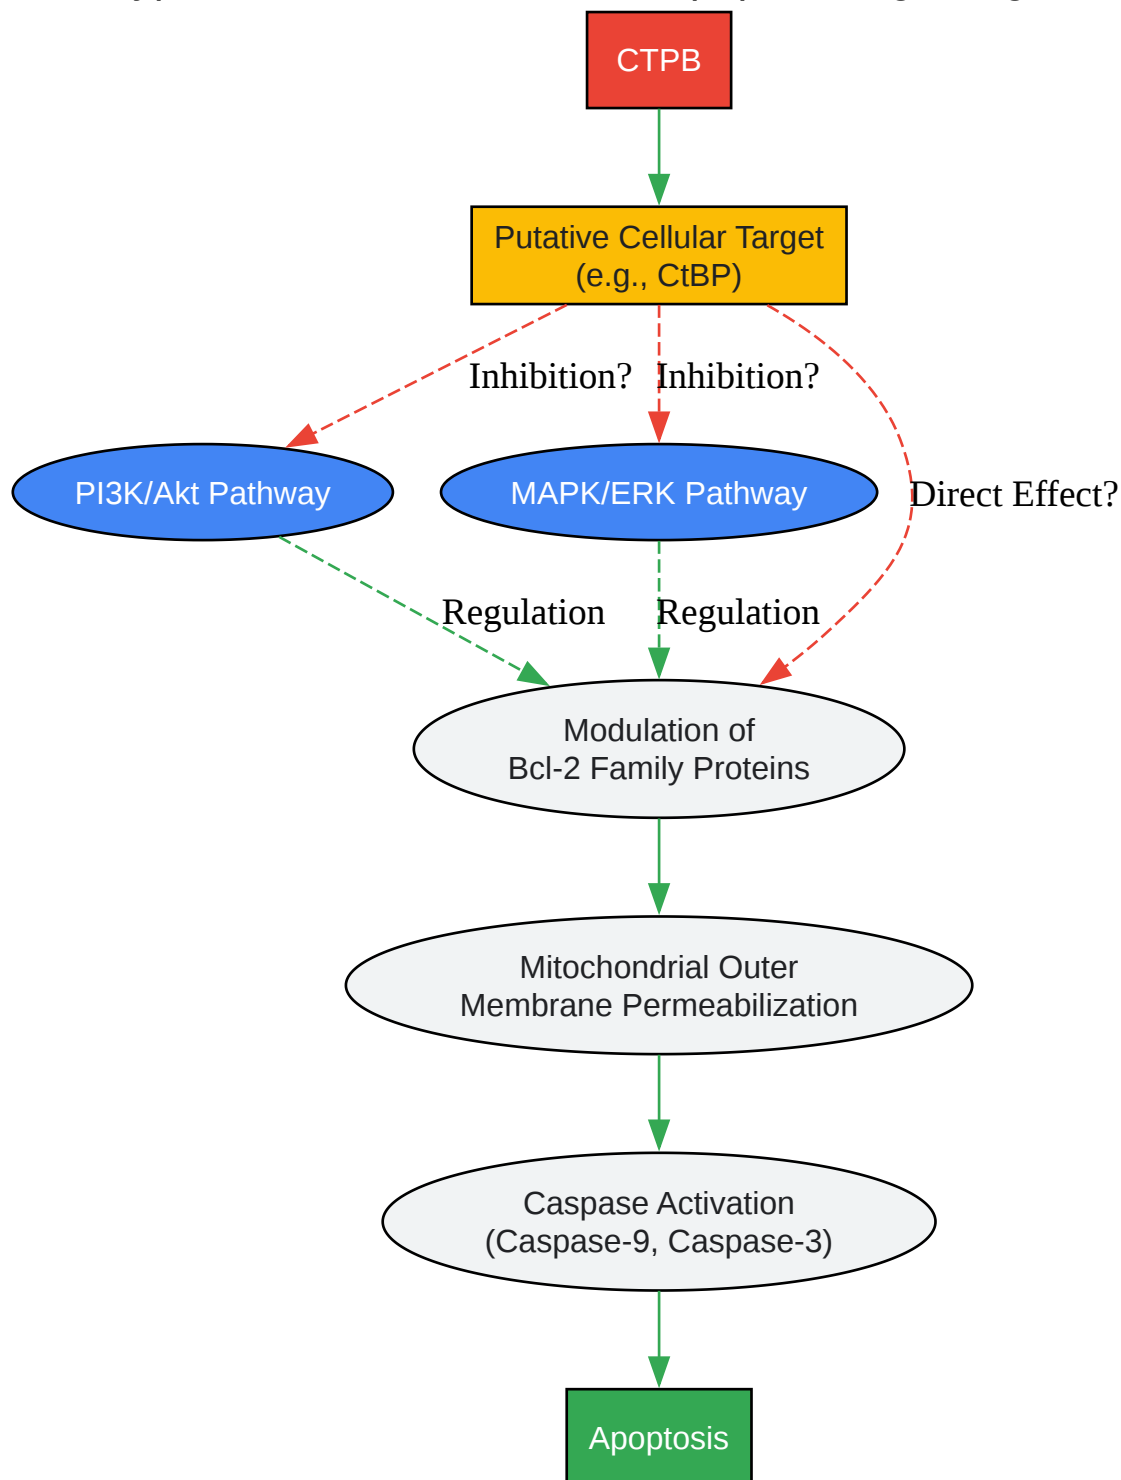 CTPB
Putative Cellular Target
(e.g., CtBP)
Inhibition?
Inhibition?
PI3K/Akt Pathway
MAPK/ERK Pathway
Direct Effect?
Regulation
Regulation
Modulation of
Bcl-2 Family Proteins
Mitochondrial Outer
Membrane Permeabilization
Caspase Activation
(Caspase-9, Caspase-3)
Apoptosis